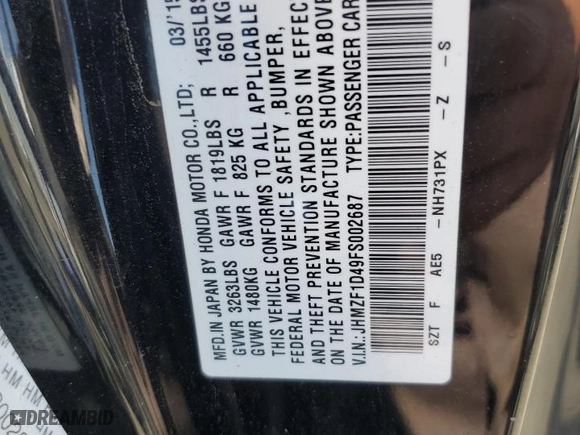 MFD.IN JAPAN BY HONDA MOTOR CO.,LTD; 03/'15
GVWR 3263LBS GAWR F 1819LBS R 1455LBS
GVWR 1480KG GAWR F 825 KG R 660 KG
THIS VEHICLE CONFORMS TO ALL APPLICABLE
FEDERAL MOTOR VEHICLE SAFETY ,BUMPER,
AND THEFT PREVENTION STANDARDS IN EFFECT
ON THE DATE OF MANUFACTURE SHOWN ABOVE
V.I.N.: JHMZF1D49FS002687 TYPE:PASSENGER CAR
SZT F AE5 -NH731PX -Z -S
DREAMBID